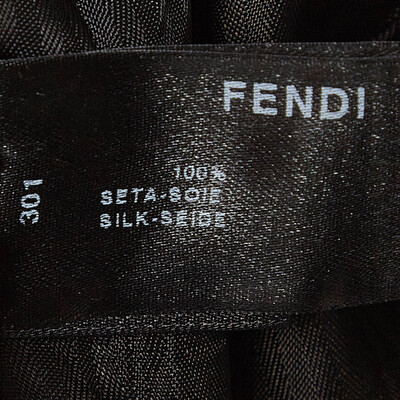 FENDI
100%
SETA-SOIE
SILK-SEIDE
301